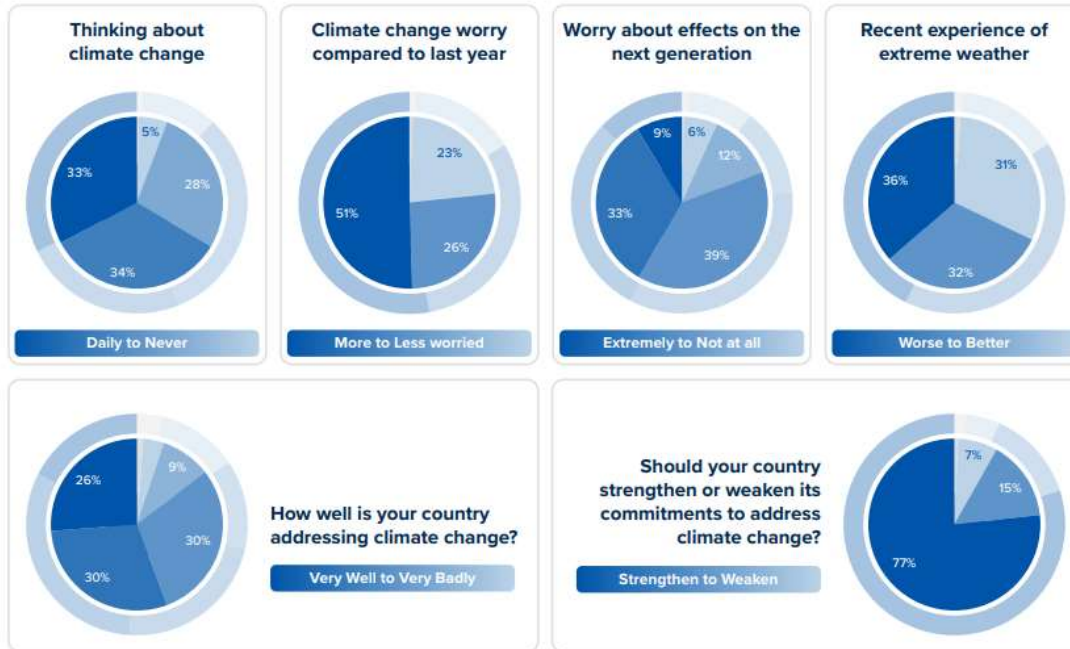 Thinking about
climate change
5%
28%
34%
33%
Daily to Never
Climate change worry
compared to last year
23%
26%
51%
More to Less worried
Worry about effects on the
next generation
6%
12%
39%
33%
9%
Extremely to Not at all
Recent experience of
extreme weather
31%
32%
36%
Worse to Better
9%
30%
30%
26%
How well is your country
addressing climate change?
Very Well to Very Badly
Should your country
strengthen or weaken its
commitments to address
climate change?
Strengthen to Weaken
7%
15%
77%